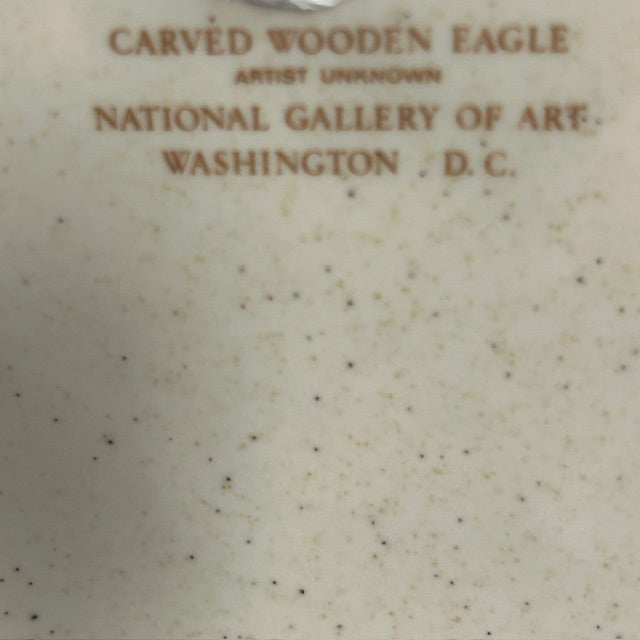 CARVED WOODEN EAGLE
ARTIST UNKNOWN
NATIONAL GALLERY OF ART
WASHINGTON D.C.